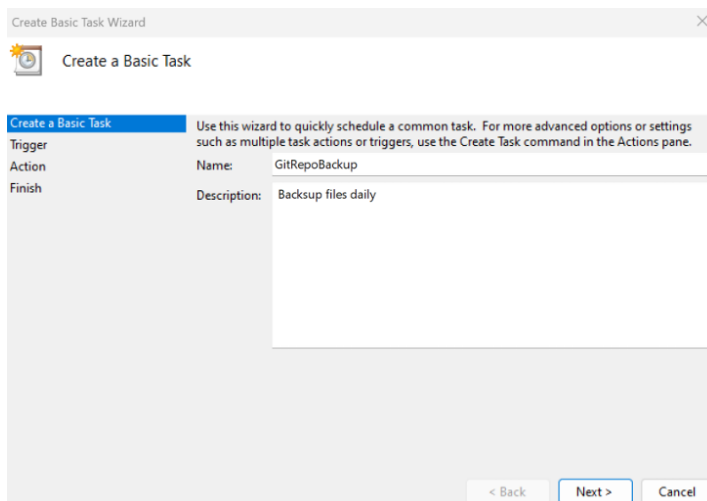 Create Basic Task Wizard
Create a Basic Task
Create a Basic Task
Use this wizard to quickly schedule a common task.  For more advanced options or settings
such as multiple task actions or triggers, use the Create Task command in the Actions pane.
Trigger
Action
Finish
Name: GitRepoBackup
Description: Backsup files daily
< Back Next > Cancel